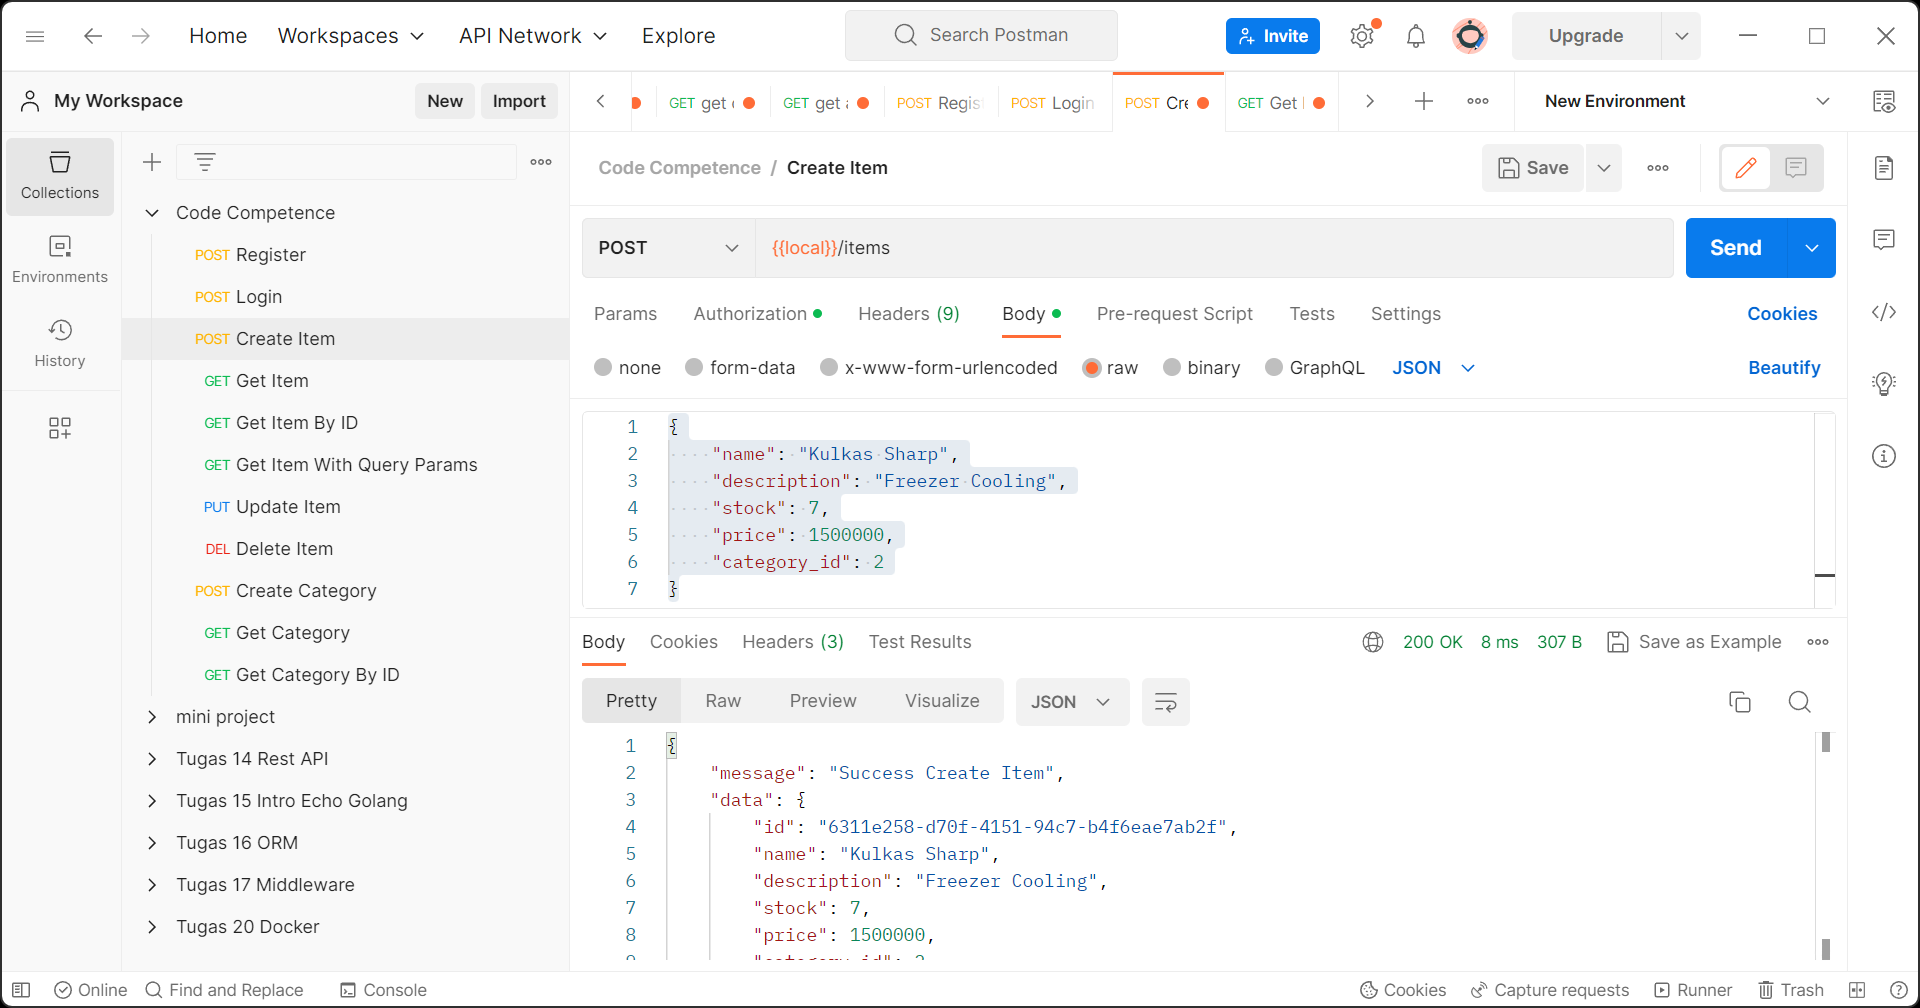 Home Workspaces API Network Explore Search Postman Invite Upgrade
My Workspace New Import
GET get GET get POST Regis POST Login POST Cre GET Get New Environment
Collections
Environments
History
Code Competence
POST Register
POST Login
POST Create Item
GET Get Item
GET Get Item By ID
GET Get Item With Query Params
PUT Update Item
DEL Delete Item
POST Create Category
GET Get Category
GET Get Category By ID
mini project
Tugas 14 Rest API
Tugas 15 Intro Echo Golang
Tugas 16 ORM
Tugas 17 Middleware
Tugas 20 Docker
Code Competence / Create Item Save
POST {{local}}/items Send
Params Authorization Headers (9) Body Pre-request Script Tests Settings Cookies
none form-data x-www-form-urlencoded raw binary GraphQL JSON Beautify
1 {
2 "name": "Kulkas Sharp",
3 "description": "Freezer Cooling",
4 "stock": 7,
5 "price": 1500000,
6 "category_id": 2
7 }
Body Cookies Headers (3) Test Results 200 OK 8 ms 307 B Save as Example
Pretty Raw Preview Visualize JSON
1 {
2 "message": "Success Create Item",
3 "data": {
4 "id": "6311e258-d70f-4151-94c7-b4f6eae7ab2f",
5 "name": "Kulkas Sharp",
6 "description": "Freezer Cooling",
7 "stock": 7,
8 "price": 1500000,
Online Find and Replace Console Cookies Capture requests Runner Trash